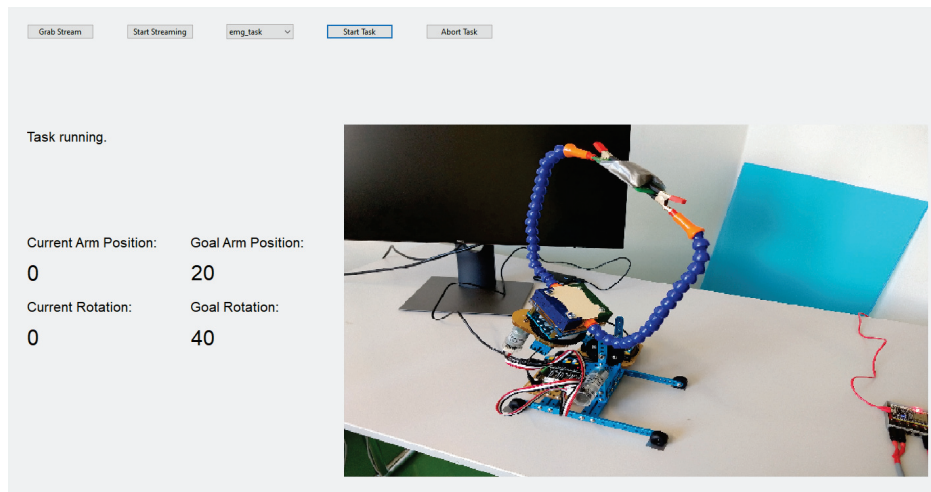 Grab Stream Start Streaming emg_task Start Task Abort Task
Task running.
Current Arm Position: Goal Arm Position:
0 20
Current Rotation: Goal Rotation:
0 40